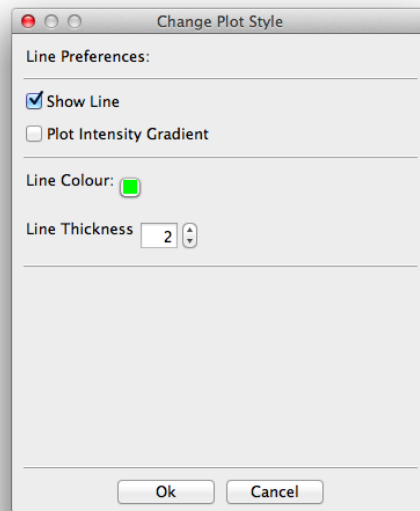 Change Plot Style
Line Preferences:
Show Line
Plot Intensity Gradient
Line Colour:
Line Thickness 2
Ok Cancel